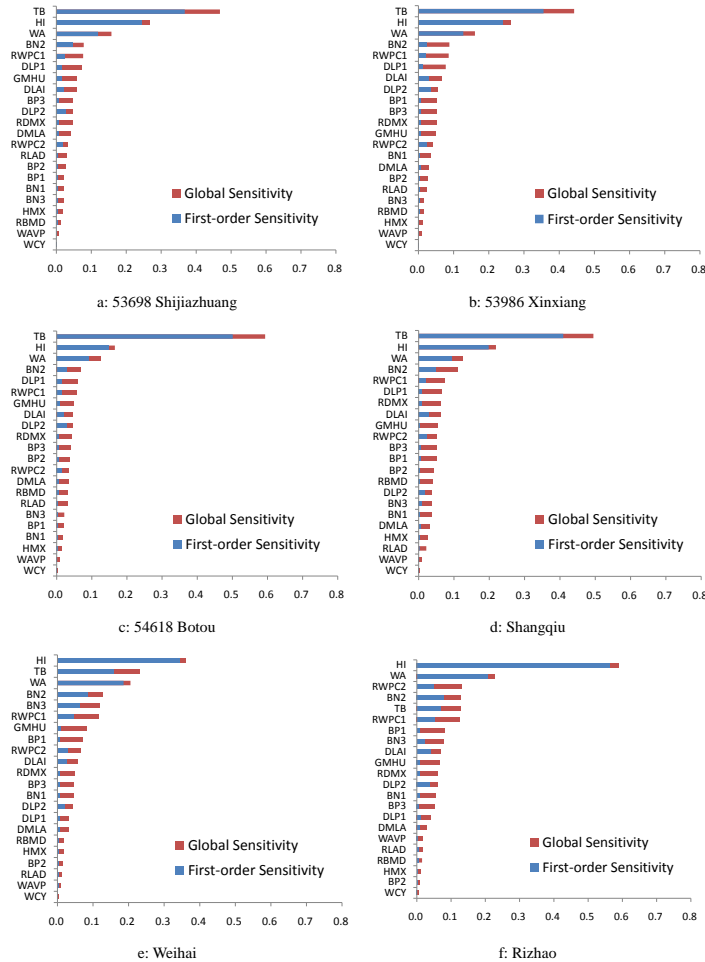 TB
HI
WA
BN2
RWPC1
DLP1
GMHU
DLAI
BP3
DLP2
RDMX
DMLA
RWPC2
RLAD
BP2
BP1
BN1
BN3
HMX
RBMD
WAVP
WCY
Global Sensitivity
First-order Sensitivity
0.0 0.1 0.2 0.3 0.4 0.5 0.6 0.7 0.8
a: 53698 Shijiazhuang
TB
HI
WA
BN2
RWPC1
DLP1
DLAI
DLP2
BP1
BP3
RDMX
GMHU
RWPC2
BN1
DMLA
BP2
RLAD
BN3
RBMD
HMX
WAVP
WCY
Global Sensitivity
First-order Sensitivity
0.0 0.1 0.2 0.3 0.4 0.5 0.6 0.7 0.8
b: 53986 Xinxiang
TB
HI
WA
BN2
DLP1
RWPC1
GMHU
DLAI
DLP2
RDMX
BP3
BP2
RWPC2
DMLA
RBMD
RLAD
BN3
BP1
BN1
HMX
WAVP
WCY
Global Sensitivity
First-order Sensitivity
0.0 0.1 0.2 0.3 0.4 0.5 0.6 0.7 0.8
c: 54618 Botou
TB
HI
WA
BN2
RWPC1
DLP1
RDMX
DLAI
GMHU
RWPC2
BP3
BP1
BP2
RBMD
DLP2
BN3
BN1
DMLA
HMX
RLAD
WAVP
WCY
Global Sensitivity
First-order Sensitivity
0.0 0.1 0.2 0.3 0.4 0.5 0.6 0.7 0.8
d: Shangqiu
HI
TB
WA
BN2
BN3
RWPC1
GMHU
BP1
RWPC2
DLAI
RDMX
BP3
BN1
DLP2
DLP1
DMLA
RBMD
HMX
BP2
RLAD
WAVP
WCY
Global Sensitivity
First-order Sensitivity
0.0 0.1 0.2 0.3 0.4 0.5 0.6 0.7 0.8
e: Weihai
HI
WA
RWPC2
BN2
TB
RWPC1
BP1
BN3
DLAI
GMHU
RDMX
DLP2
BN1
BP3
DLP1
DMLA
WAVP
RLAD
RBMD
HMX
BP2
WCY
Global Sensitivity
First-order Sensitivity
0.0 0.1 0.2 0.3 0.4 0.5 0.6 0.7 0.8
f: Rizhao